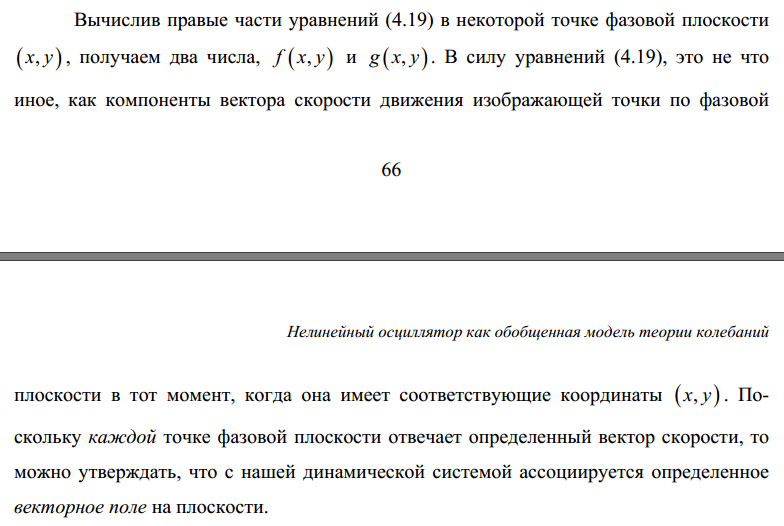 Вычислив правые части уравнений (4.19) в некоторой точке фазовой плоскости
(x, y), получаем два числа, f(x, y) и g(x, y). В силу уравнений (4.19), это не что
иное, как компоненты вектора скорости движения изображающей точки по фазовой
66
Нелинейный осциллятор как обобщенная модель теории колебаний
плоскости в тот момент, когда она имеет соответствующие координаты (x, y). По-
скольку каждой точке фазовой плоскости отвечает определенный вектор скорости, то
можно утверждать, что с нашей динамической системой ассоциируется определенное
векторное поле на плоскости.